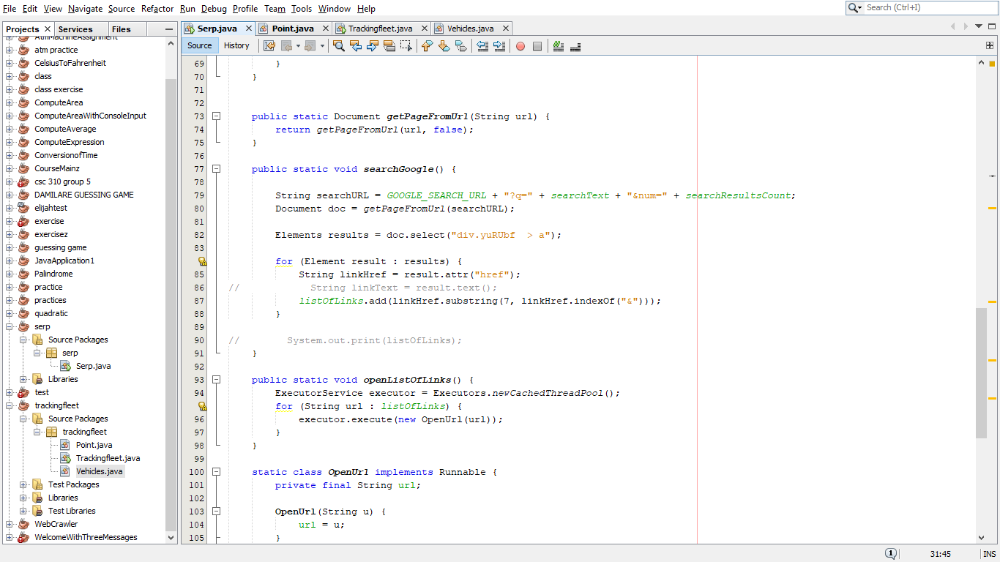 File Edit View Navigate Source Refactor Run Debug Profile Team Tools Window Help
Search (Ctrl+I)
Projects Services Files
AtmMachineAssignment
atm practice
CelsiusToFahrenheit
class
class exercise
ComputeArea
ComputeAreaWithConsoleInput
ComputeAverage
ComputeExpression
ConversionofTime
CourseMainz
csc 310 group 5
DAMILARE GUESSING GAME
elijahtest
exercise
exercisez
guessing game
JavaApplication1
Palindrome
practice
practices
quadratic
serp
Source Packages
serp
Serp.java
Libraries
test
trackingfleet
Source Packages
trackingfleet
Point.java
Trackingfleet.java
Vehicles.java
Test Packages
Libraries
Test Libraries
WebCrawler
WelcomeWithThreeMessages
Serp.java Point.java Trackingfleet.java Vehicles.java
Source History
69 }
70 }
71
72
73 public static Document getPageFromUrl(String url) {
74 return getPageFromUrl(url, false);
75 }
76
77 public static void searchGoogle() {
78
79 String searchURL = GOOGLE_SEARCH_URL + "?q=" + searchText + "&num=" + searchResultsCount;
80 Document doc = getPageFromUrl(searchURL);
81
82 Elements results = doc.select("div.yuRUbf  > a");
83
for (Element result : results) {
85 String linkHref = result.attr("href");
86 // String linkText = result.text();
87 listOfLinks.add(linkHref.substring(7, linkHref.indexOf("&")));
88 }
89
90 // System.out.print(listOfLinks);
91 }
92
93 public static void openListOfLinks() {
94 ExecutorService executor = Executors.newCachedThreadPool();
for (String url : listOfLinks) {
96 executor.execute(new OpenUrl(url));
97 }
98 }
99
100 static class OpenUrl implements Runnable {
101 private final String url;
102
103 OpenUrl(String u) {
104 url = u;
105 }
1 31:45 INS